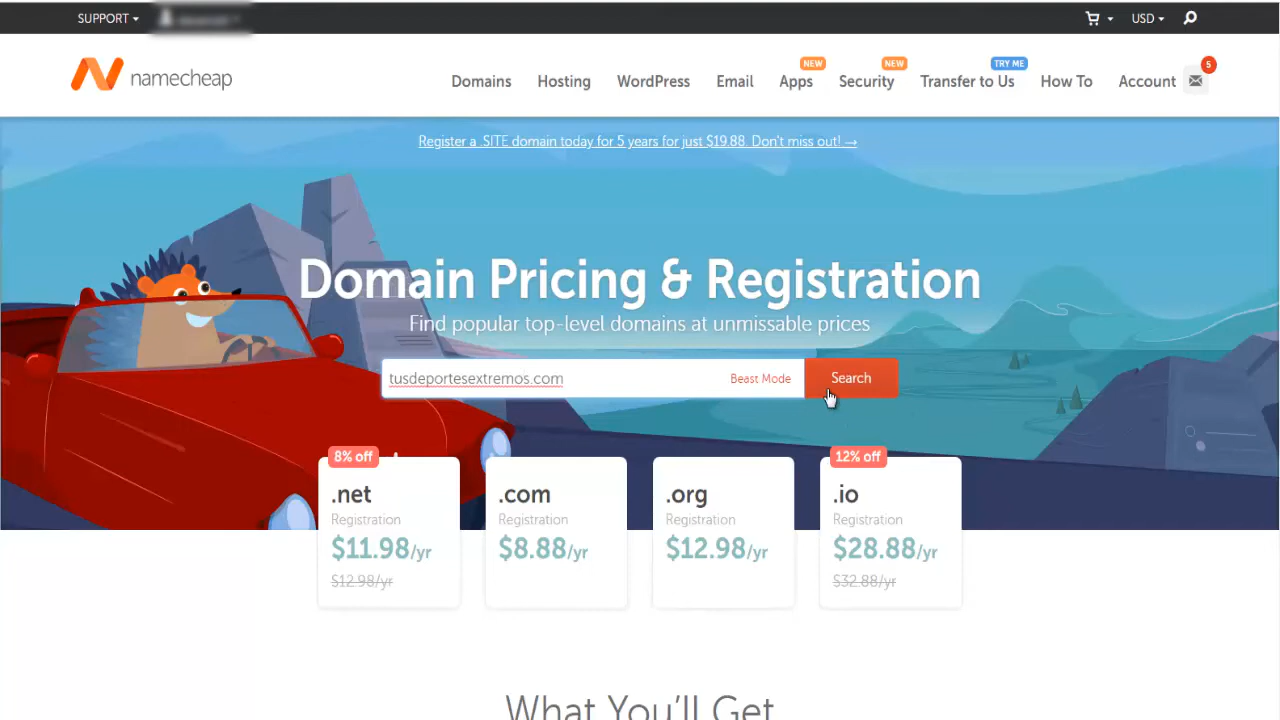 SUPPORT
USD
namecheap
Domains Hosting WordPress Email Apps Security Transfer to Us How To Account
NEW
NEW
TRY ME
5
Register a .SITE domain today for 5 years for just $19.88. Don't miss out! →
Domain Pricing & Registration
Find popular top-level domains at unmissable prices
tusdeportesextremos.com Beast Mode Search
8% off
.net
Registration
$11.98/yr
$12.98/yr
.com
Registration
$8.88/yr
.org
Registration
$12.98/yr
12% off
.io
Registration
$28.88/yr
$32.88/yr
What You'll Get